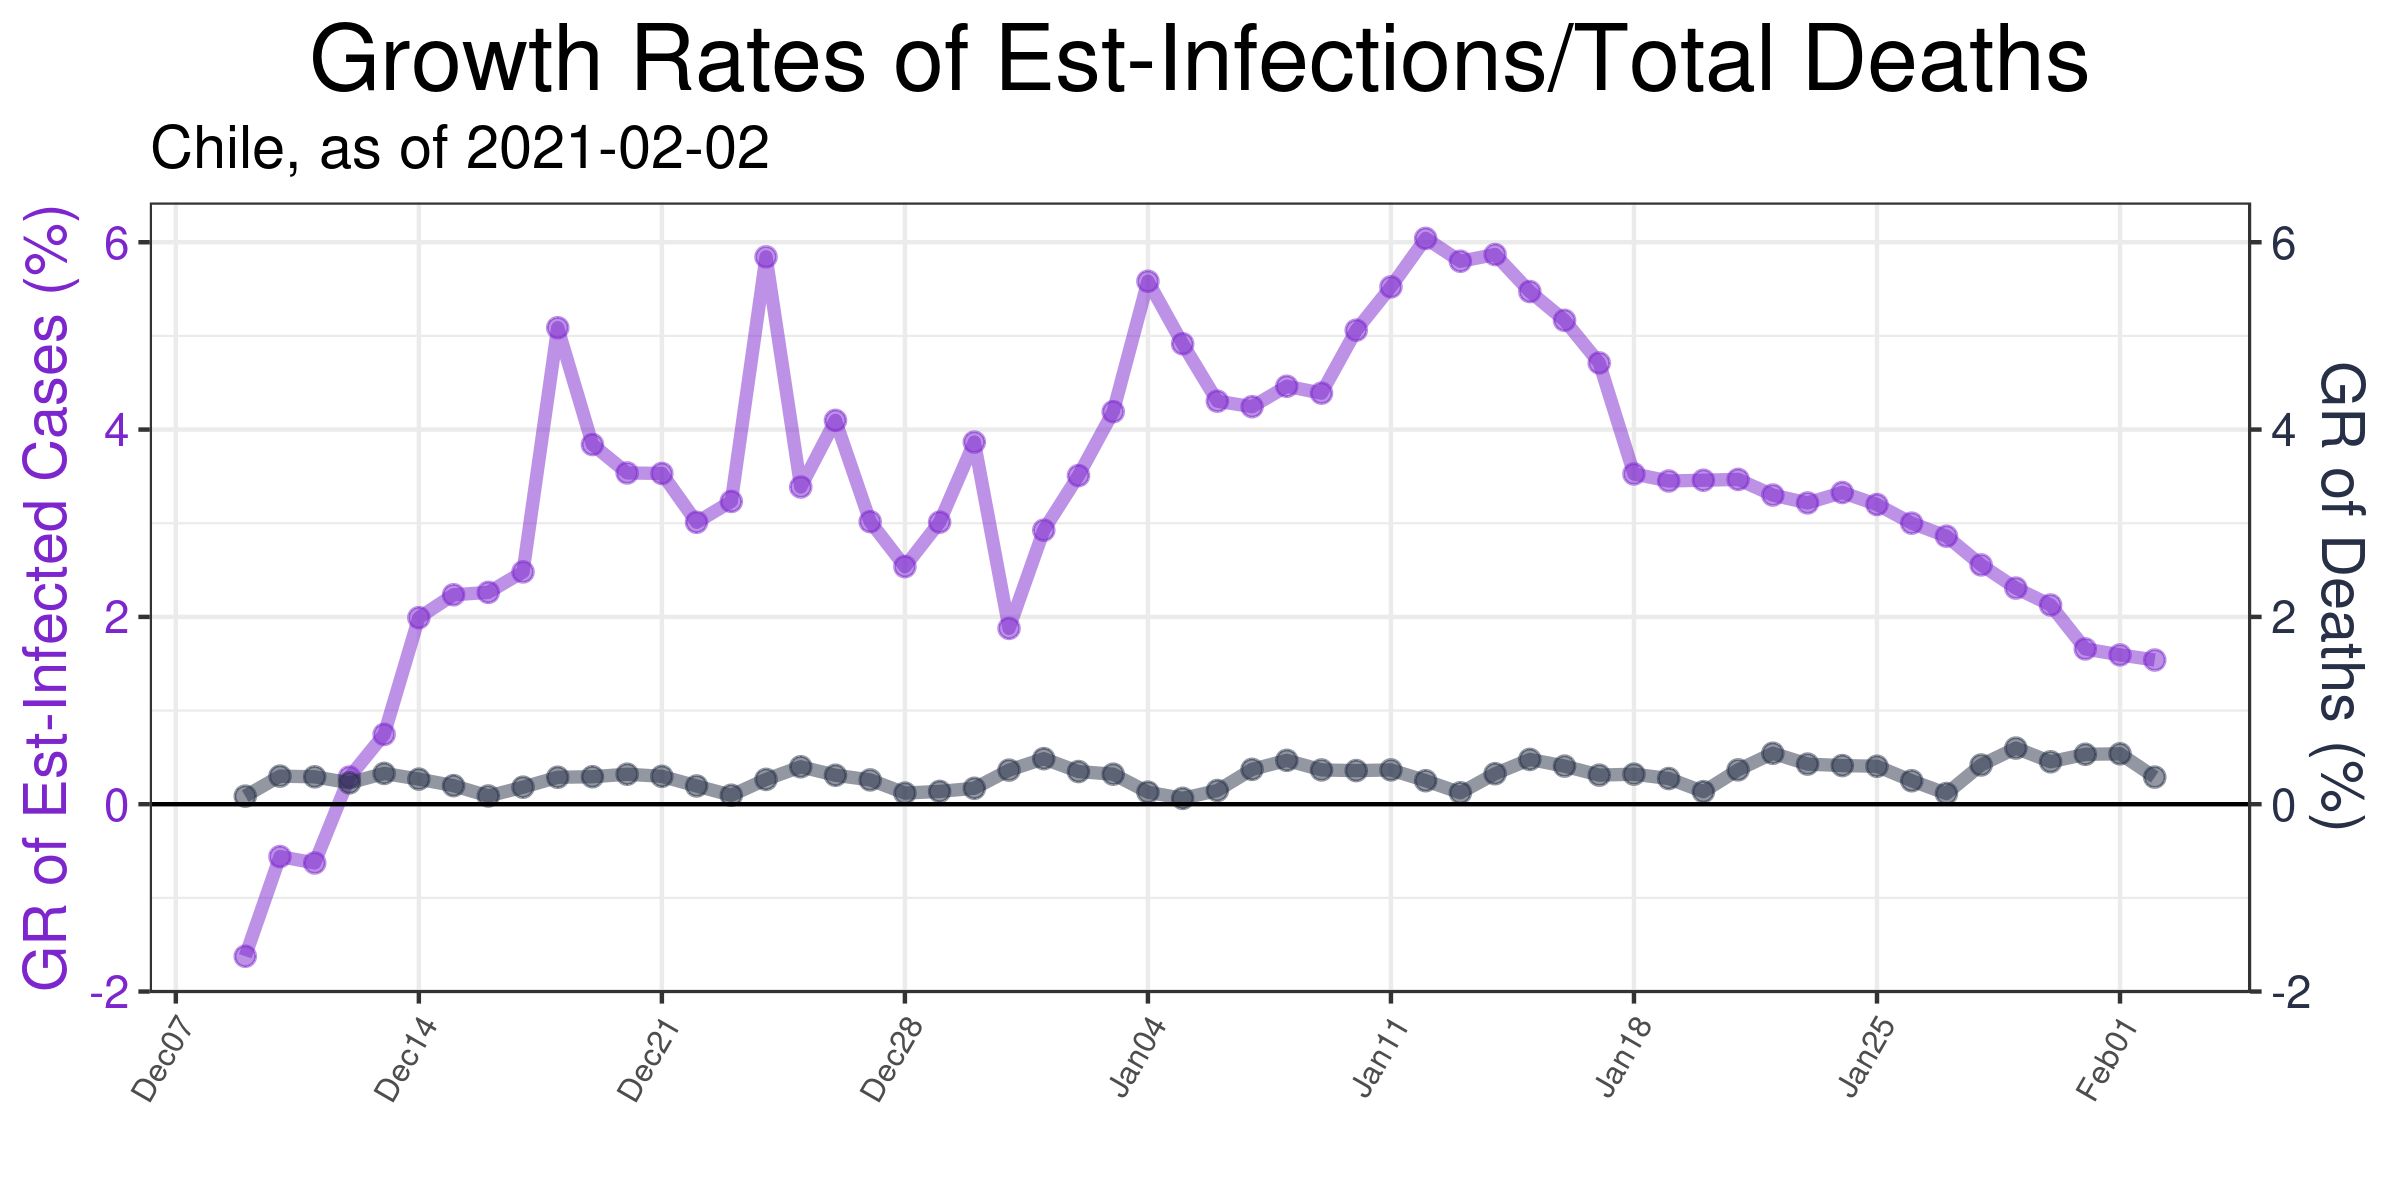 Growth Rates of Est-Infections/Total Deaths
Chile, as of 2021-02-02
GR of Est-Infected Cases (%)
6
4
2
0
-2
6
4
2
0
-2
GR of Deaths (%)
Dec07
Dec14
Dec21
Dec28
Jan04
Jan11
Jan18
Jan25
Feb01